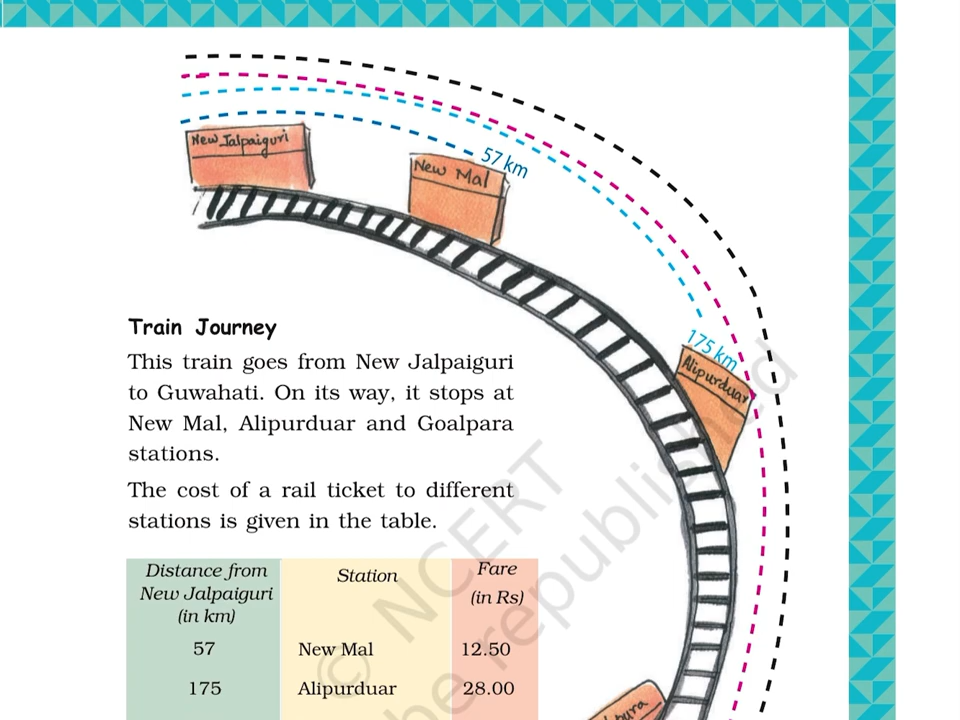 New Jalpaiguri
New Mal
57 km
175 km
Alipurduar
Train Journey
This train goes from New Jalpaiguri
to Guwahati. On its way, it stops at
New Mal, Alipurduar and Goalpara
stations.
The cost of a rail ticket to different
stations is given in the table.
Distance from New Jalpaiguri (in km) Station Fare (in Rs)
57 New Mal 12.50
175 Alipurduar 28.00
© NCERT
be republished